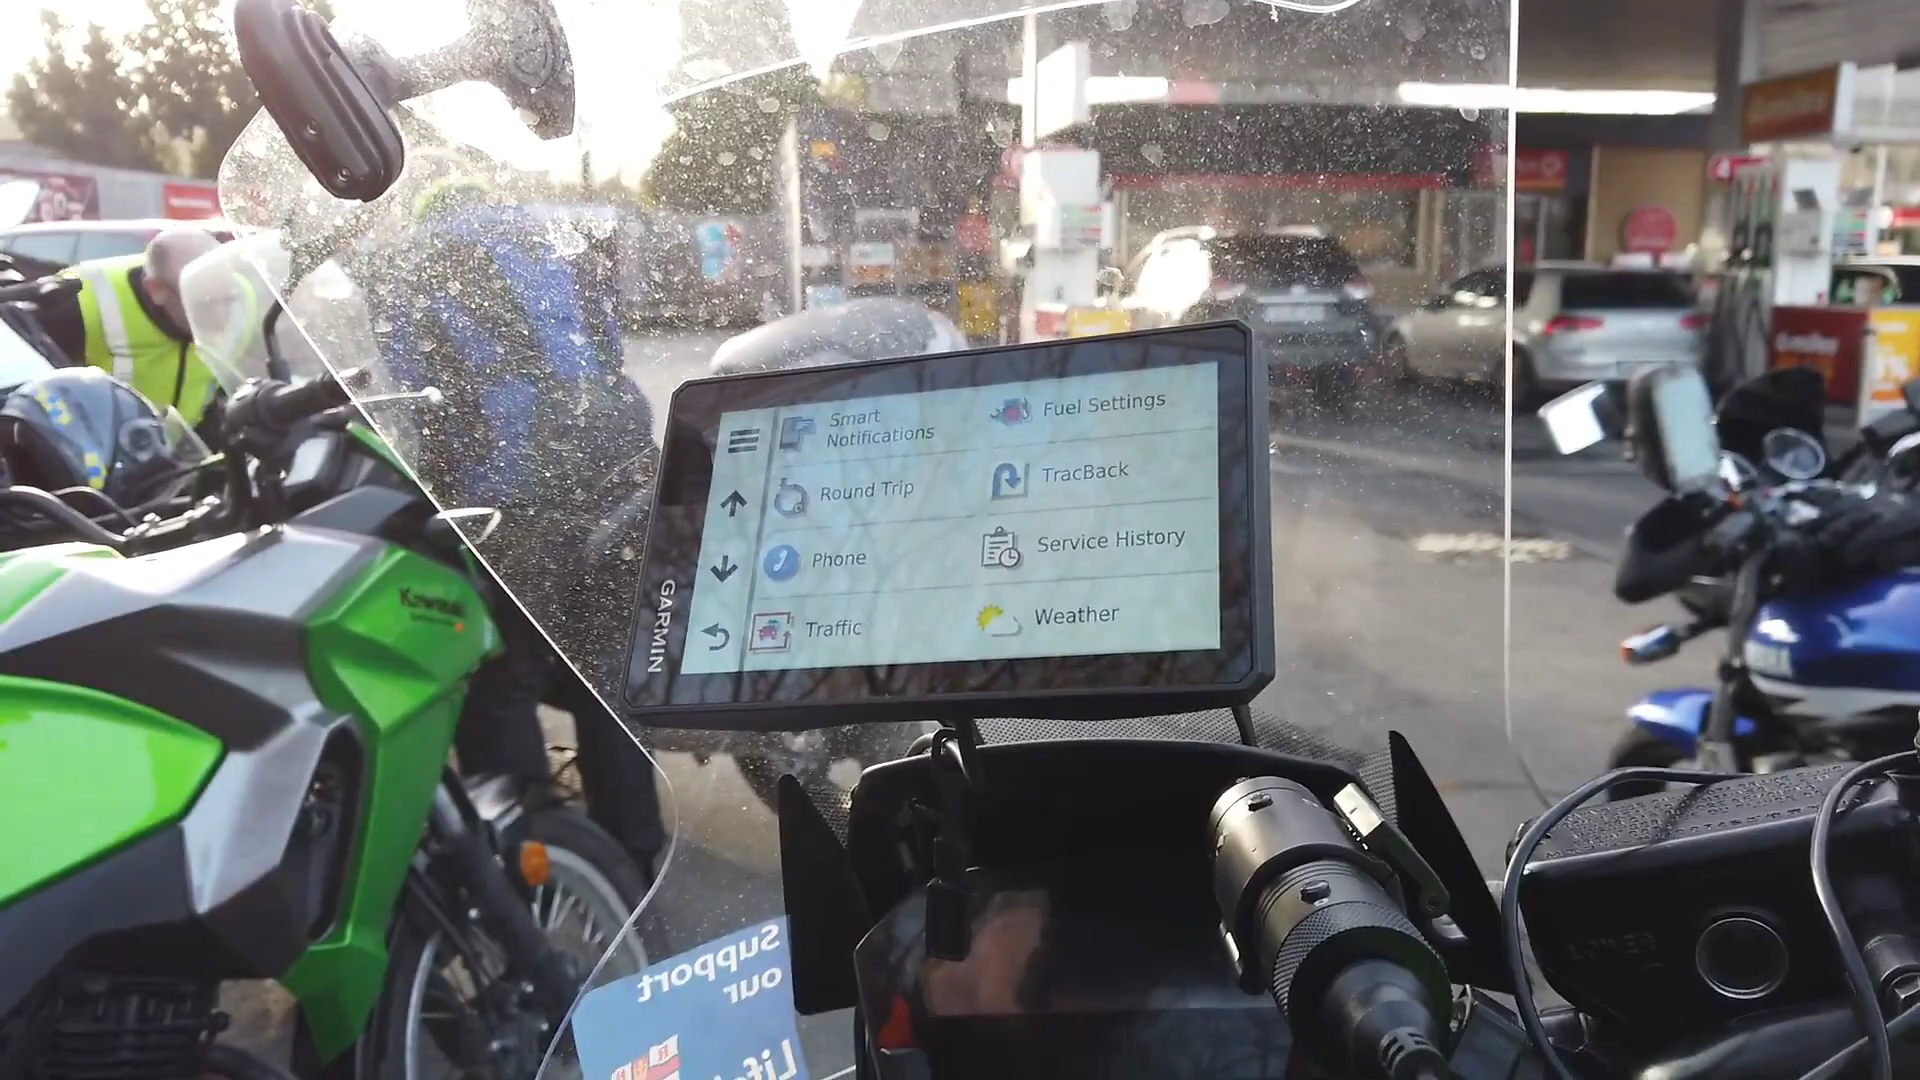 Smart
Notifications
Fuel Settings
Round Trip
TracBack
Phone
Service History
Traffic
Weather
GARMIN
Kawasaki
Support
our